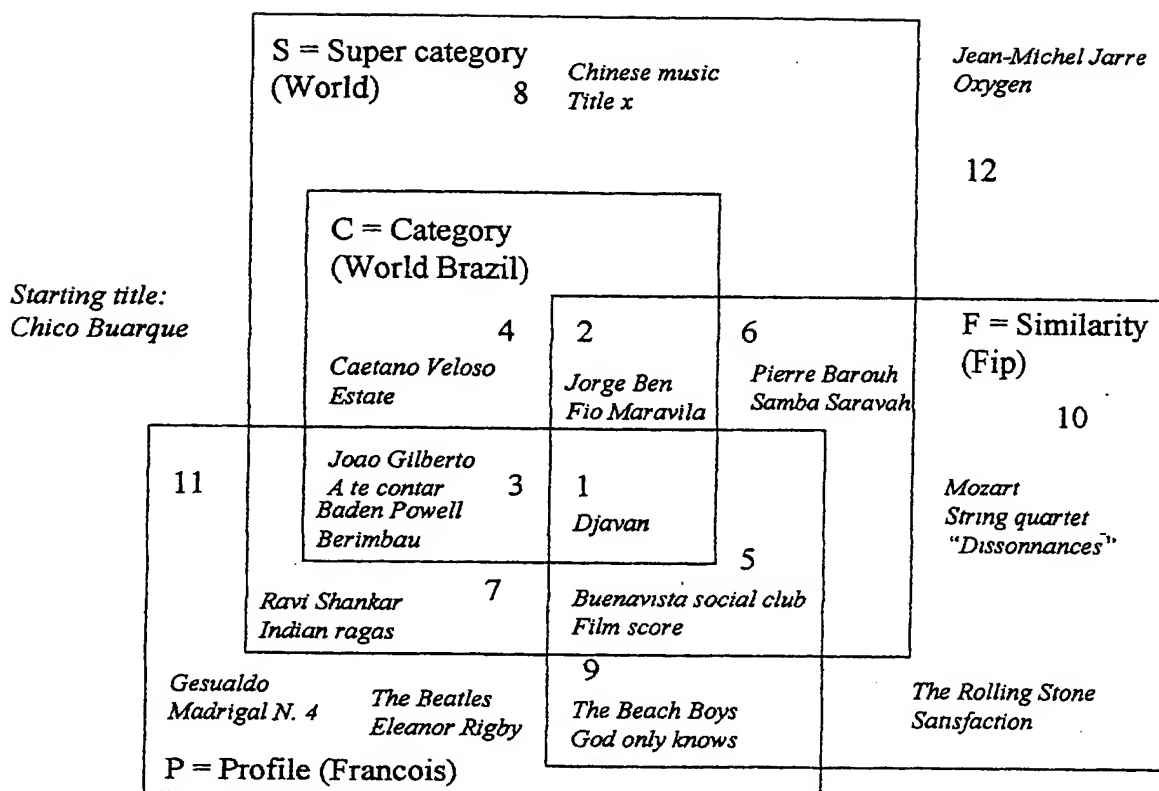 S = Super category
(World)
8
Chinese music
Title x
Jean-Michel Jarre
Oxygen
12
C = Category
(World Brazil)
Starting title:
Chico Buarque
4
2
6
F = Similarity
(Fip)
Caetano Veloso
Estate
Jorge Ben
Fio Maravila
Pierre Barouh
Samba Saravah
10
11
Joao Gilberto
A te contar
Baden Powell
Berimbau
3
1
Djavan
Mozart
String quartet
"Dissonnances"
5
7
Ravi Shankar
Indian ragas
Buenavista social club
Film score
9
Gesualdo
Madrigal N. 4
The Beatles
Eleanor Rigby
The Beach Boys
God only knows
The Rolling Stone
Sansfaction
P = Profile (Francois)